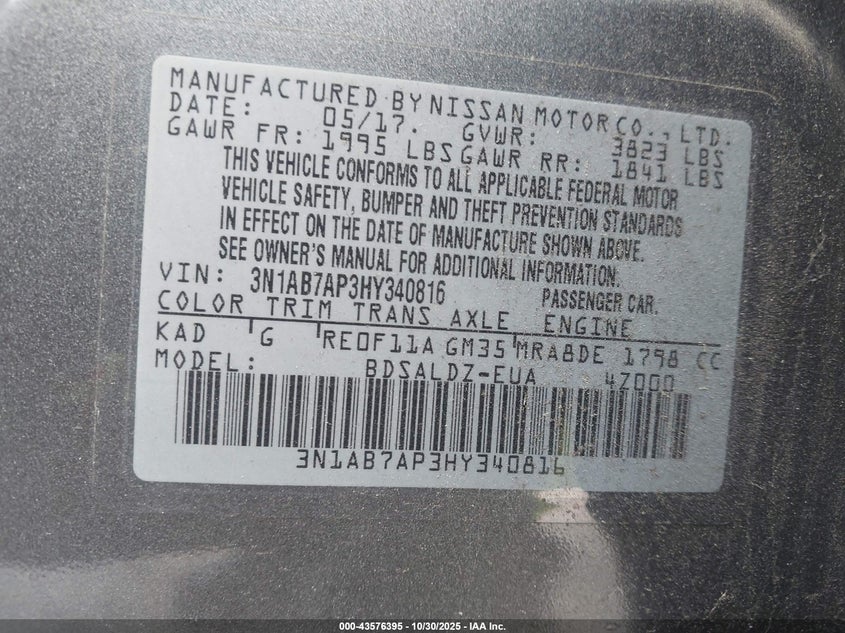 MANUFACTURED BY NISSAN MOTOR CO., LTD.
DATE: 05/17. GVWR: 3823 LBS
GAWR FR: 1995 LBS GAWR RR: 1841 LBS
THIS VEHICLE CONFORMS TO ALL APPLICABLE FEDERAL MOTOR
VEHICLE SAFETY, BUMPER AND THEFT PREVENTION STANDARDS
IN EFFECT ON THE DATE OF MANUFACTURE SHOWN ABOVE.
SEE OWNER'S MANUAL FOR ADDITIONAL INFORMATION.
VIN: 3N1AB7AP3HY340816 PASSENGER CAR.
COLOR TRIM TRANS AXLE ENGINE
KAD G RE0F11A GM35 MRA8DE 1798 CC
MODEL: BDSALDZ-EUA 4Z000
3N1AB7AP3HY340816
000-43576395 - 10/30/2025 - IAA Inc.